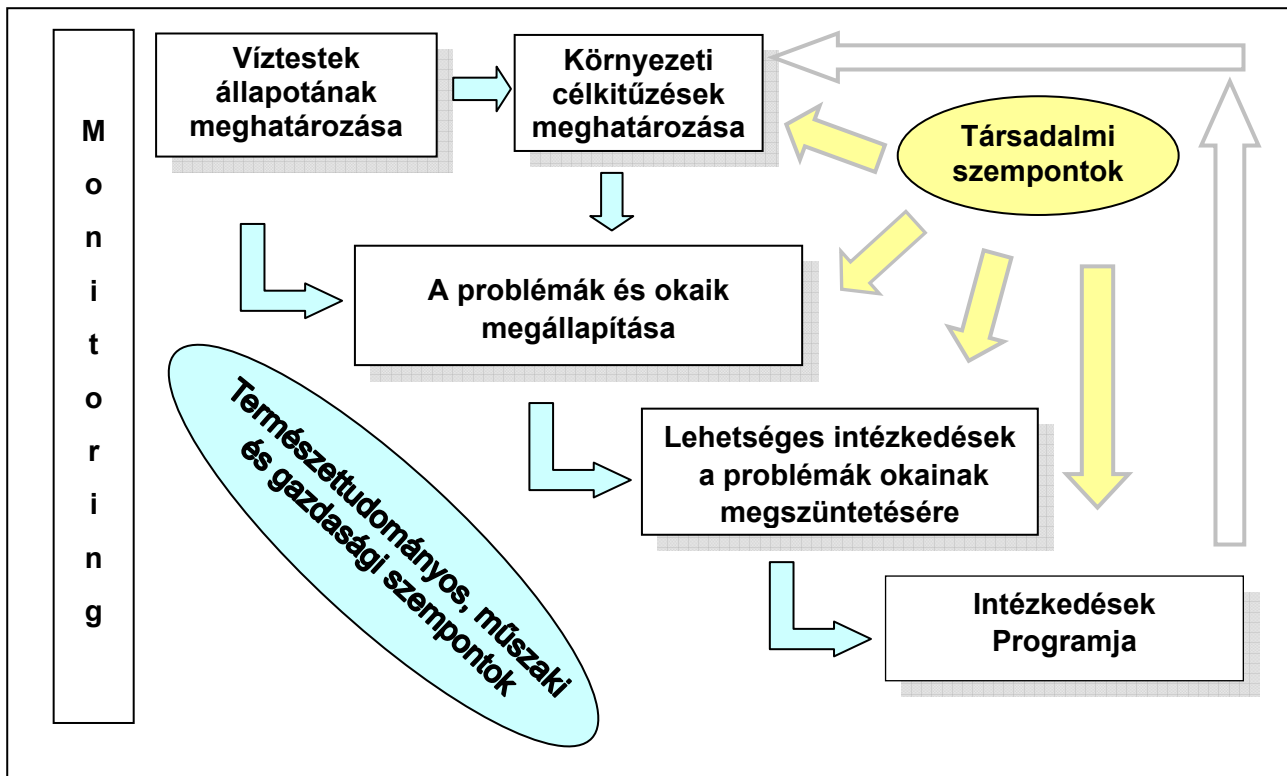 Monitoring
Víztestek
állapotának
meghatározása
Környezeti
célkitűzések
meghatározása
Társadalmi
szempontok
A problémák és okaik
megállapítása
Természettudományos, műszaki
és gazdasági szempontok
Lehetséges intézkedések
a problémák okainak
megszüntetésére
Intézkedések
Programja